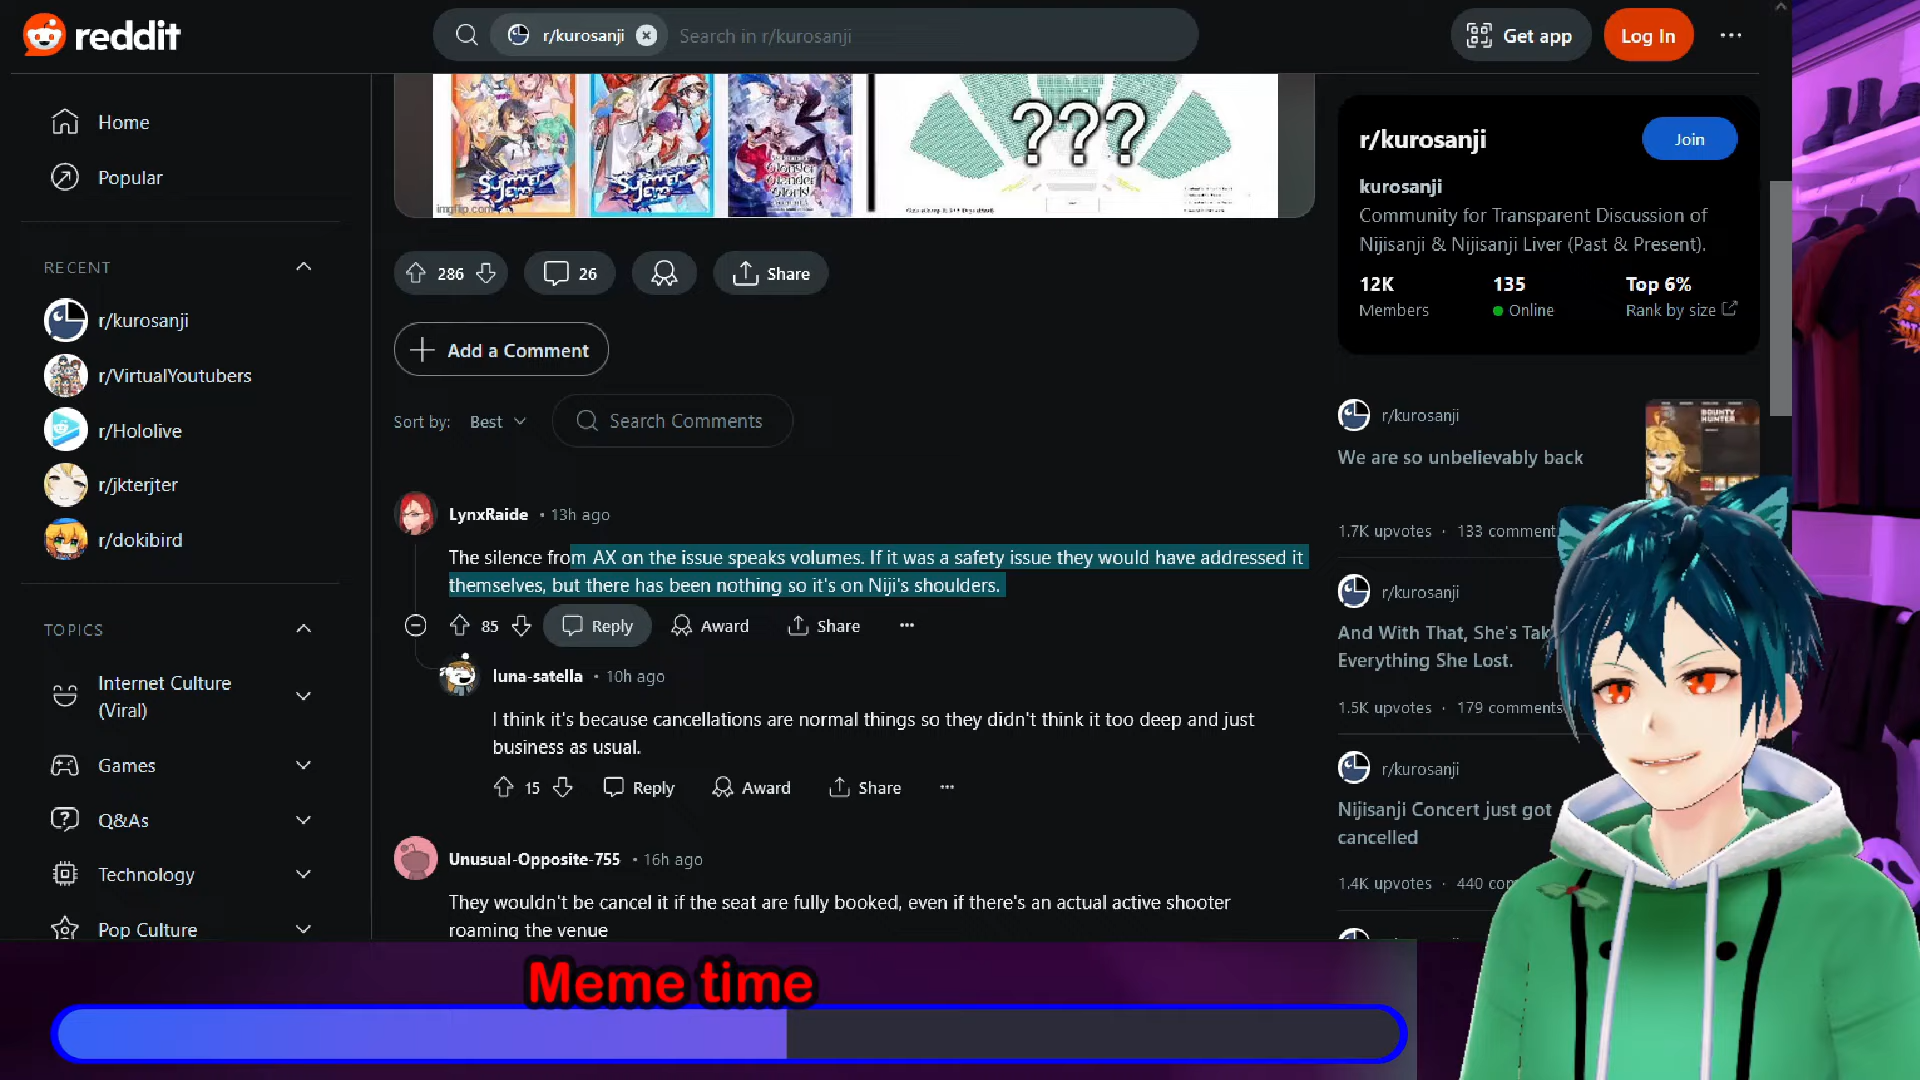 reddit
r/kurosanji
Search in r/kurosanji
Get app
Log In
Home
Popular
RECENT
r/kurosanji
r/VirtualYoutubers
r/Hololive
r/jkterjter
r/dokibird
TOPICS
Internet Culture
(Viral)
Games
Q&As
Technology
Pop Culture
???
imgflip.com
286
26
Share
Add a Comment
Sort by:
Best
Search Comments
LynxRaide • 13h ago
The silence from AX on the issue speaks volumes. If it was a safety issue they would have addressed it
themselves, but there has been nothing so it's on Niji's shoulders.
85
Reply
Award
Share
luna-satella • 10h ago
I think it's because cancellations are normal things so they didn't think it too deep and just
business as usual.
15
Reply
Award
Share
Unusual-Opposite-755 • 16h ago
They wouldn't be cancel it if the seat are fully booked, even if there's an actual active shooter
roaming the venue
r/kurosanji
Join
kurosanji
Community for Transparent Discussion of
Nijisanji & Nijisanji Liver (Past & Present).
12K
135
Top 6%
Members
Online
Rank by size
r/kurosanji
BOUNTY
HUNTER
We are so unbelievably back
1.7K upvotes · 133 comment
r/kurosanji
And With That, She's Tak
Everything She Lost.
1.5K upvotes · 179 comments
r/kurosanji
Nijisanji Concert just got
cancelled
1.4K upvotes · 440 com
Meme time